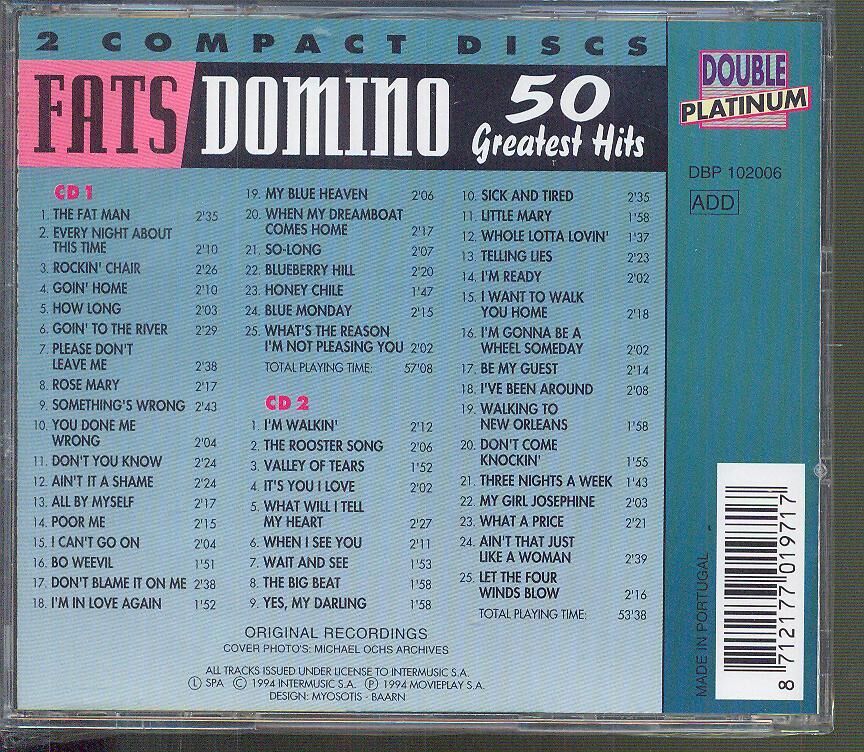 2 COMPACT DISCS
FATS DOMINO 50
Greatest Hits
CD 1
1. THE FAT MAN 2'35
2. EVERY NIGHT ABOUT
THIS TIME 2'10
3. ROCKIN' CHAIR 2'26
4. GOIN' HOME 2'10
5. HOW LONG 2'03
6. GOIN' TO THE RIVER 2'29
7. PLEASE DON'T
LEAVE ME 2'38
8. ROSE MARY 2'17
9. SOMETHING'S WRONG 2'43
10. YOU DONE ME
WRONG 2'04
11. DON'T YOU KNOW 2'24
12. AIN'T IT A SHAME 2'24
13. ALL BY MYSELF 2'17
14. POOR ME 2'15
15. I CAN'T GO ON 2'04
16. BO WEEVIL 1'51
17. DON'T BLAME IT ON ME 2'38
18. I'M IN LOVE AGAIN 1'52
19. MY BLUE HEAVEN 2'06
20. WHEN MY DREAMBOAT
COMES HOME 2'17
21. SO-LONG 2'07
22. BLUEBERRY HILL 2'20
23. HONEY CHILE 1'47
24. BLUE MONDAY 2'15
25. WHAT'S THE REASON
I'M NOT PLEASING YOU 2'02
TOTAL PLAYING TIME: 57'08
CD 2
1. I'M WALKIN' 2'12
2. THE ROOSTER SONG 2'06
3. VALLEY OF TEARS 1'52
4. IT'S YOU I LOVE 2'02
5. WHAT WILL I TELL
MY HEART 2'27
6. WHEN I SEE YOU 2'11
7. WAIT AND SEE 1'53
8. THE BIG BEAT 1'58
9. YES, MY DARLING 1'58
10. SICK AND TIRED 2'35
11. LITTLE MARY 1'58
12. WHOLE LOTTA LOVIN' 1'37
13. TELLING LIES 2'23
14. I'M READY 2'02
15. I WANT TO WALK
YOU HOME 2'18
16. I'M GONNA BE A
WHEEL SOMEDAY 2'02
17. BE MY GUEST 2'14
18. I'VE BEEN AROUND 2'08
19. WALKING TO
NEW ORLEANS 1'58
20. DON'T COME
KNOCKIN' 1'55
21. THREE NIGHTS A WEEK 1'43
22. MY GIRL JOSEPHINE 2'03
23. WHAT A PRICE 2'21
24. AIN'T THAT JUST
LIKE A WOMAN 2'39
25. LET THE FOUR
WINDS BLOW 2'16
TOTAL PLAYING TIME: 53'38
ORIGINAL RECORDINGS
COVER PHOTO'S: MICHAEL OCHS ARCHIVES
ALL TRACKS ISSUED UNDER LICENSE TO INTERMUSIC S.A.
Ⓛ SPA © 1994 INTERMUSIC S.A. ℗ 1994 MOVIEPLAY S.A.
DESIGN: MYOSOTIS - BAARN
DOUBLE
PLATINUM
DBP 102006
ADD
MADE IN PORTUGAL
8 712177 019717